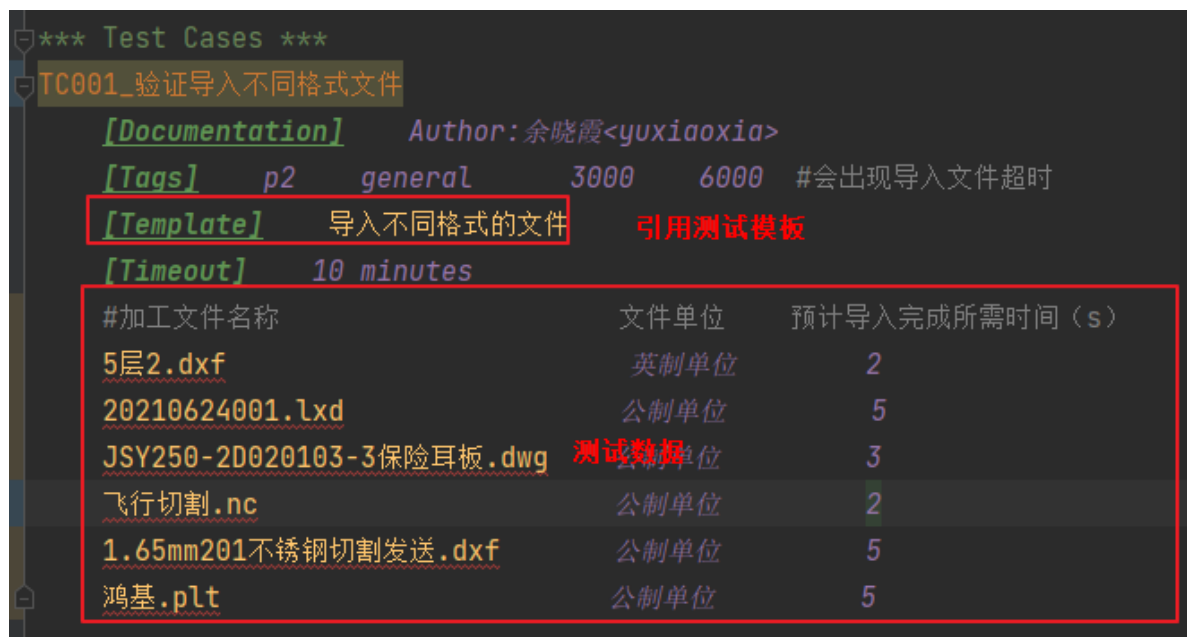 *** Test Cases ***
TC001_验证导入不同格式文件
[Documentation] Author:余晓霞<yuxiaoxia>
[Tags] p2 general 3000 6000 #会出现导入文件超时
[Template] 导入不同格式的文件 引用测试模板
[Timeout] 10 minutes
#加工文件名称 文件单位 预计导入完成所需时间（s）
5层2.dxf 英制单位 2
20210624001.lxd 公制单位 5
JSY250-2D020103-3保险耳板.dwg 测试数据 公制单位 3
飞行切割.nc 公制单位 2
1.65mm201不锈钢切割发送.dxf 公制单位 5
鸿基.plt 公制单位 5